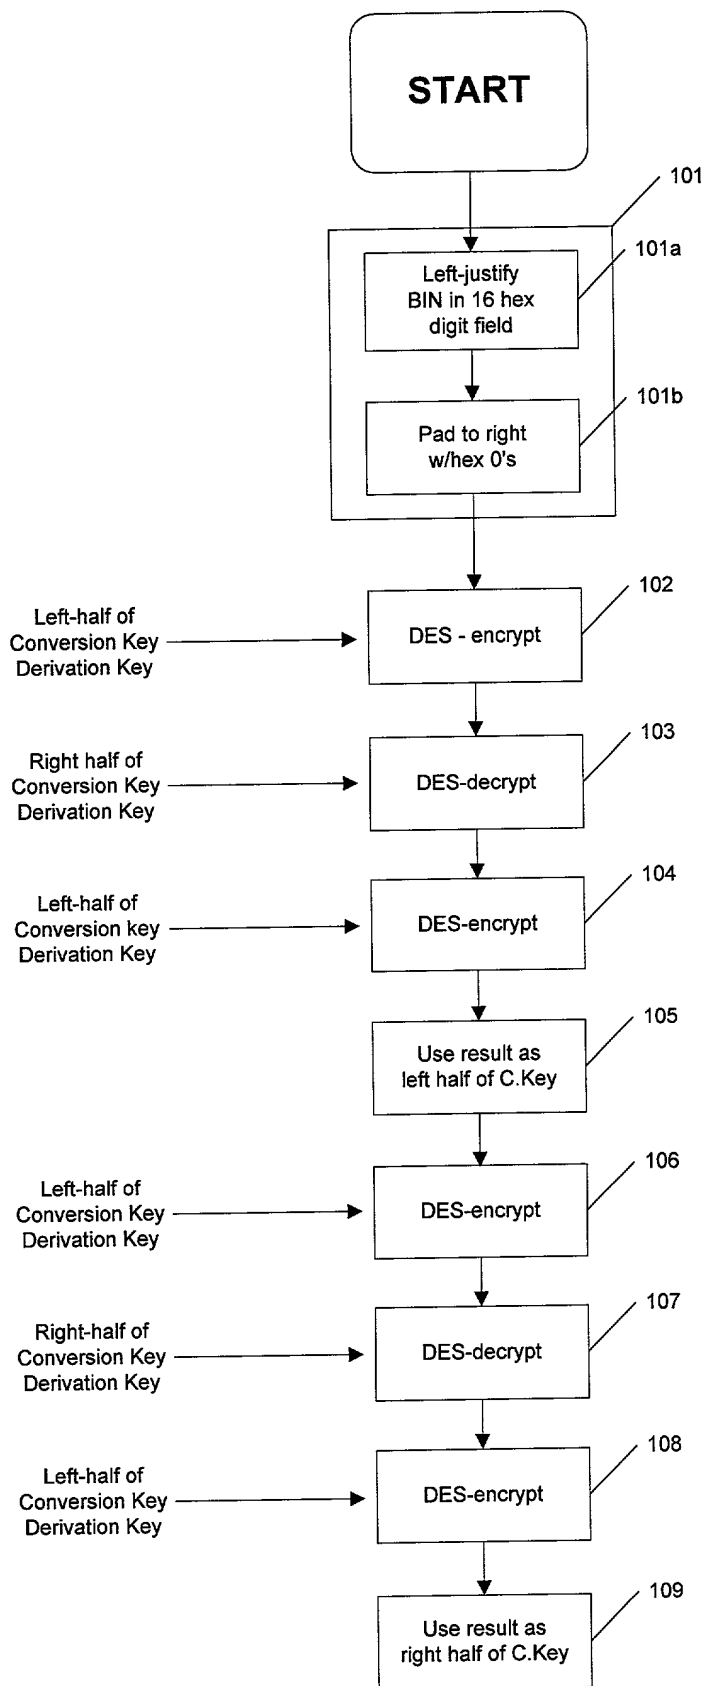 START
101
Left-justify
BIN in 16 hex
digit field
101a
Pad to right
w/hex 0's
101b
Left-half of
Conversion Key
Derivation Key
DES - encrypt
102
Right half of
Conversion Key
Derivation Key
DES-decrypt
103
Left-half of
Conversion key
Derivation Key
DES-encrypt
104
Use result as
left half of C.Key
105
Left-half of
Conversion Key
Derivation Key
DES-encrypt
106
Right-half of
Conversion Key
Derivation Key
DES-decrypt
107
Left-half of
Conversion Key
Derivation Key
DES-encrypt
108
Use result as
right half of C.Key
109